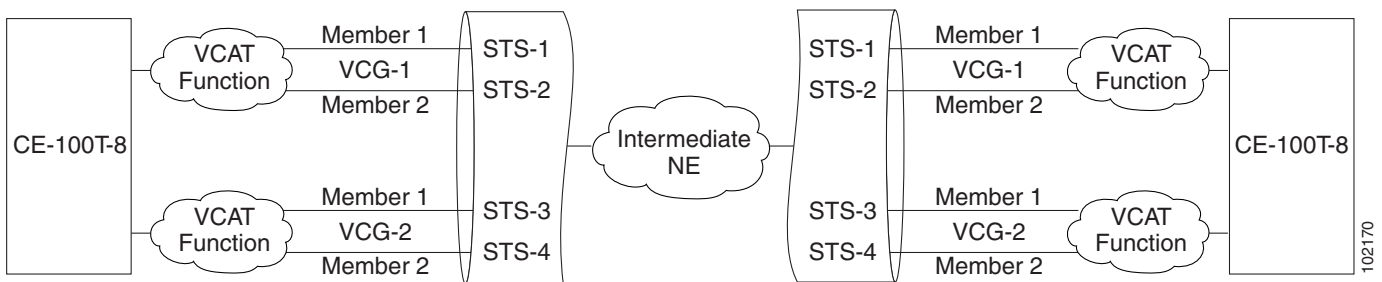 CE-100T-8
VCAT
Function
Member 1
VCG-1
Member 2
VCAT
Function
Member 1
VCG-2
Member 2
STS-1
STS-2
STS-3
STS-4
Intermediate
NE
STS-1
STS-2
STS-3
STS-4
Member 1
VCG-1
Member 2
VCAT
Function
Member 1
VCG-2
Member 2
VCAT
Function
CE-100T-8
102170